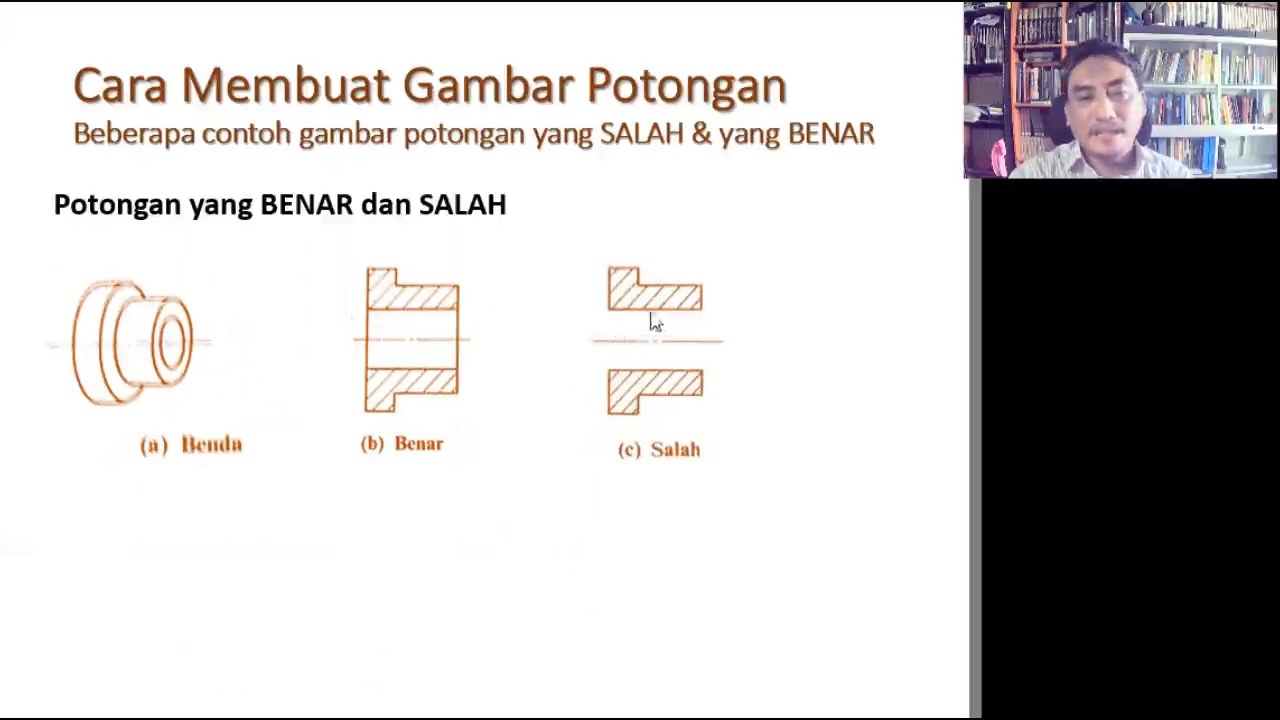 Cara Membuat Gambar Potongan
Beberapa contoh gambar potongan yang SALAH & yang BENAR
Potongan yang BENAR dan SALAH
(a) Benda
(b) Benar
(c) Salah